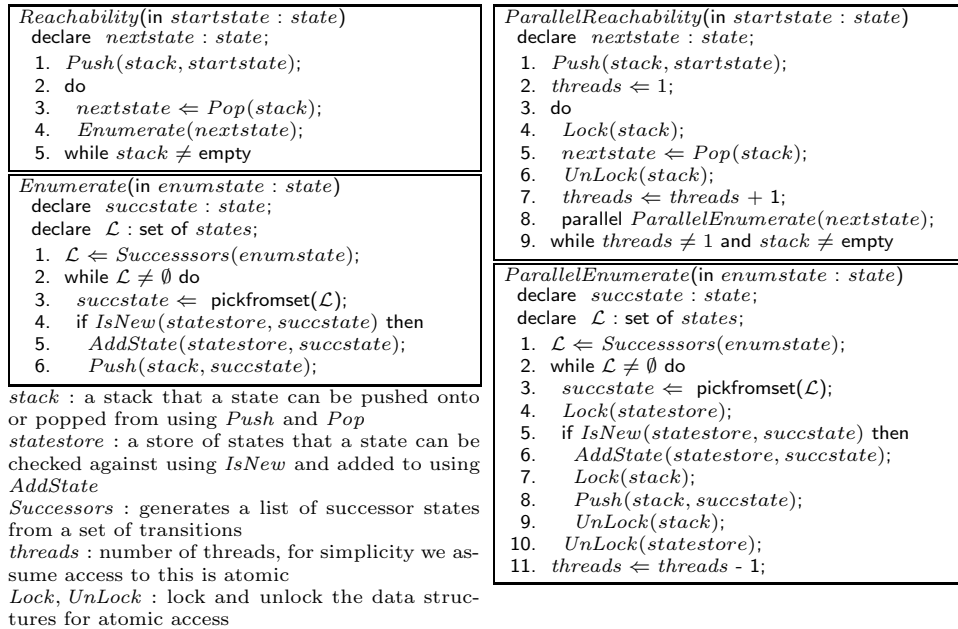 Reachability(in startstate : state)
declare nextstate : state;
1. Push(stack, startstate);
2. do
3. nextstate ⇐ Pop(stack);
4. Enumerate(nextstate);
5. while stack ≠ empty
Enumerate(in enumstate : state)
declare succstate : state;
declare ℒ : set of states;
1. ℒ ⇐ Successsors(enumstate);
2. while ℒ ≠ ∅ do
3. succstate ⇐ pickfromset(ℒ);
4. if IsNew(statestore, succstate) then
5. AddState(statestore, succstate);
6. Push(stack, succstate);
stack : a stack that a state can be pushed onto
or popped from using Push and Pop
statestore : a store of states that a state can be
checked against using IsNew and added to using
AddState
Successors : generates a list of successor states
from a set of transitions
threads : number of threads, for simplicity we as-
sume access to this is atomic
Lock, UnLock : lock and unlock the data struc-
tures for atomic access
ParallelReachability(in startstate : state)
declare nextstate : state;
1. Push(stack, startstate);
2. threads ⇐ 1;
3. do
4. Lock(stack);
5. nextstate ⇐ Pop(stack);
6. UnLock(stack);
7. threads ⇐ threads + 1;
8. parallel ParallelEnumerate(nextstate);
9. while threads ≠ 1 and stack ≠ empty
ParallelEnumerate(in enumstate : state)
declare succstate : state;
declare ℒ : set of states;
1. ℒ ⇐ Successsors(enumstate);
2. while ℒ ≠ ∅ do
3. succstate ⇐ pickfromset(ℒ);
4. Lock(statestore);
5. if IsNew(statestore, succstate) then
6. AddState(statestore, succstate);
7. Lock(stack);
8. Push(stack, succstate);
9. UnLock(stack);
10. UnLock(statestore);
11. threads ⇐ threads - 1;